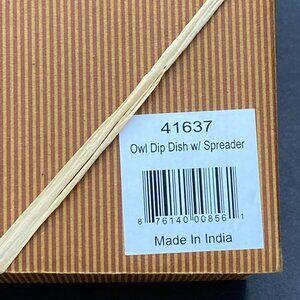 41637
Owl Dip Dish w/ Spreader
8 76140 00856 1
Made In India